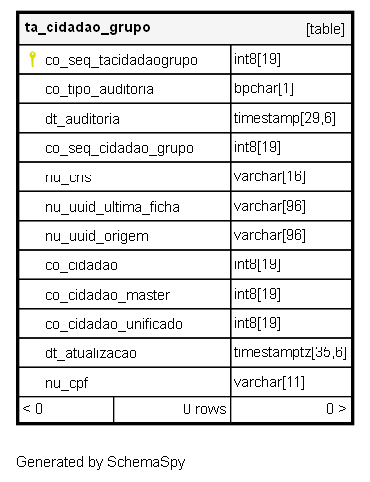 ta_cidadao_grupo [table]
co_seq_tacidadaogrupo int8[19]
co_tipo_auditoria bpchar[1]
dt_auditoria timestamp[29,6]
co_seq_cidadao_grupo int8[19]
nu_cns varchar[16]
nu_uuid_ultima_ficha varchar[96]
nu_uuid_origem varchar[96]
co_cidadao int8[19]
co_cidadao_master int8[19]
co_cidadao_unificado int8[19]
dt_atualizacao timestamptz[35,6]
nu_cpf varchar[11]
< 0 0 rows 0 >
Generated by SchemaSpy